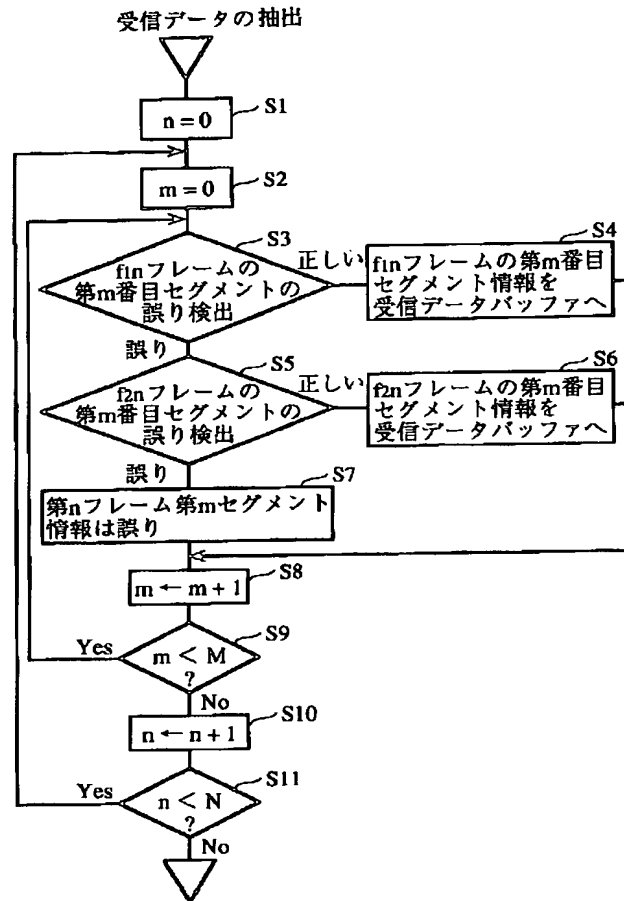 受信データの抽出
S1
n = 0
S2
m = 0
S3
f1nフレームの
第m番目セグメントの
誤り検出
正しい
S4
f1nフレームの第m番目
セグメント情報を
受信データバッファへ
誤り
S5
f2nフレームの
第m番目セグメントの
誤り検出
正しい
S6
f2nフレームの第m番目
セグメント情報を
受信データバッファへ
誤り
S7
第nフレーム第mセグメント
情報は誤り
S8
m ← m + 1
S9
Yes
m < M
?
No
S10
n ← n + 1
S11
Yes
n < N
?
No